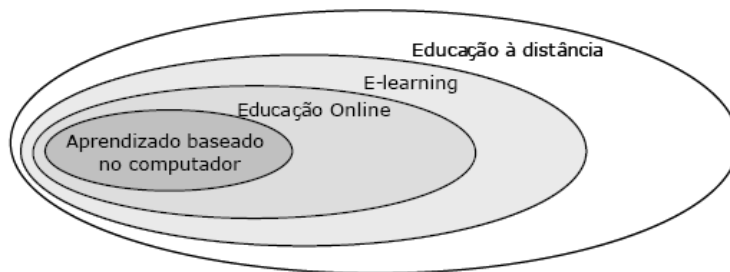 Educação à distância
E-learning
Educação Online
Aprendizado baseado
no computador